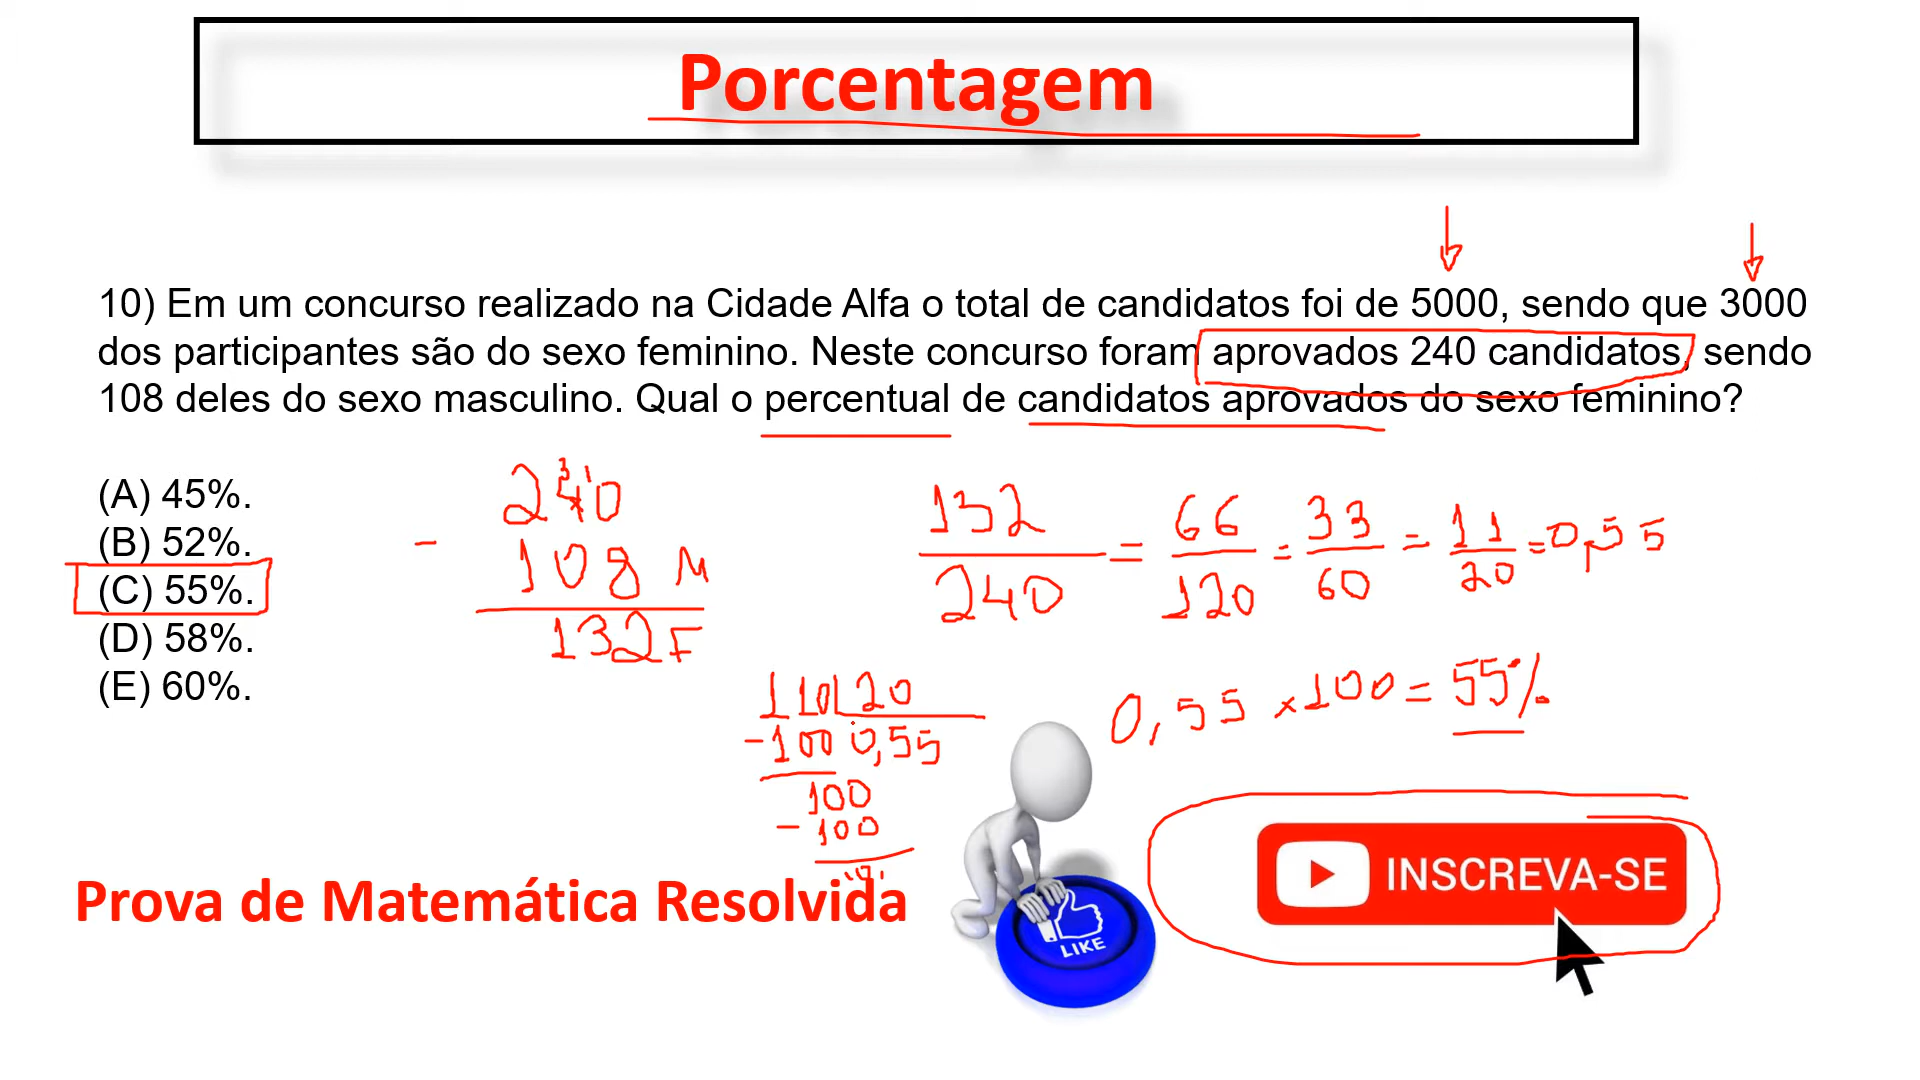 Porcentagem
10) Em um concurso realizado na Cidade Alfa o total de candidatos foi de 5000, sendo que 3000
dos participantes são do sexo feminino. Neste concurso foram aprovados 240 candidatos, sendo
108 deles do sexo masculino. Qual o percentual de candidatos aprovados do sexo feminino?
(A) 45%.
(B) 52%.
(C) 55%.
(D) 58%.
(E) 60%.
3 1
240
- 108 M
132 F
132/240 = 66/120 = 33/60 = 11/20 = 0,55
110 20
-100 0,55
100
- 100
0
0,55 x 100 = 55%
Prova de Matemática Resolvida
LIKE
INSCREVA-SE